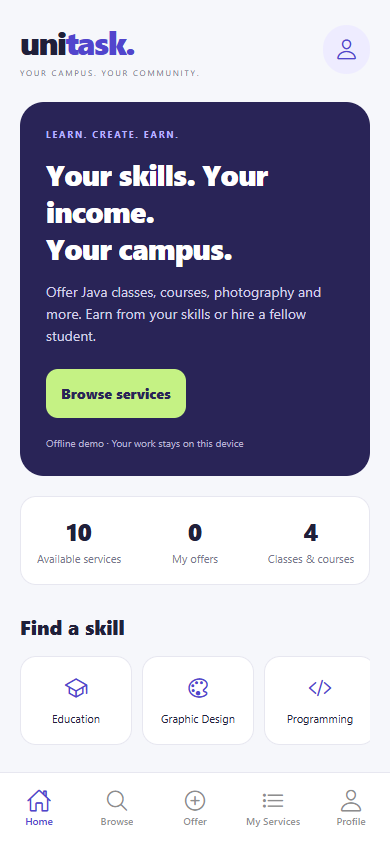 unitask.
YOUR CAMPUS. YOUR COMMUNITY.
LEARN. CREATE. EARN.
Your skills. Your
income.
Your campus.
Offer Java classes, courses, photography and
more. Earn from your skills or hire a fellow
student.
Browse services
Offline demo · Your work stays on this device
10 0 4
Available services My offers Classes & courses
Find a skill
Education Graphic Design Programming
Home Browse Offer My Services Profile